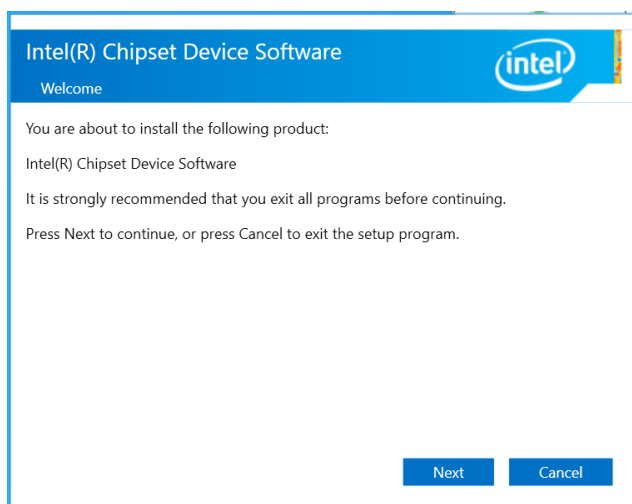 Intel(R) Chipset Device Software
intel
Welcome
You are about to install the following product:
Intel(R) Chipset Device Software
It is strongly recommended that you exit all programs before continuing.
Press Next to continue, or press Cancel to exit the setup program.
Next
Cancel